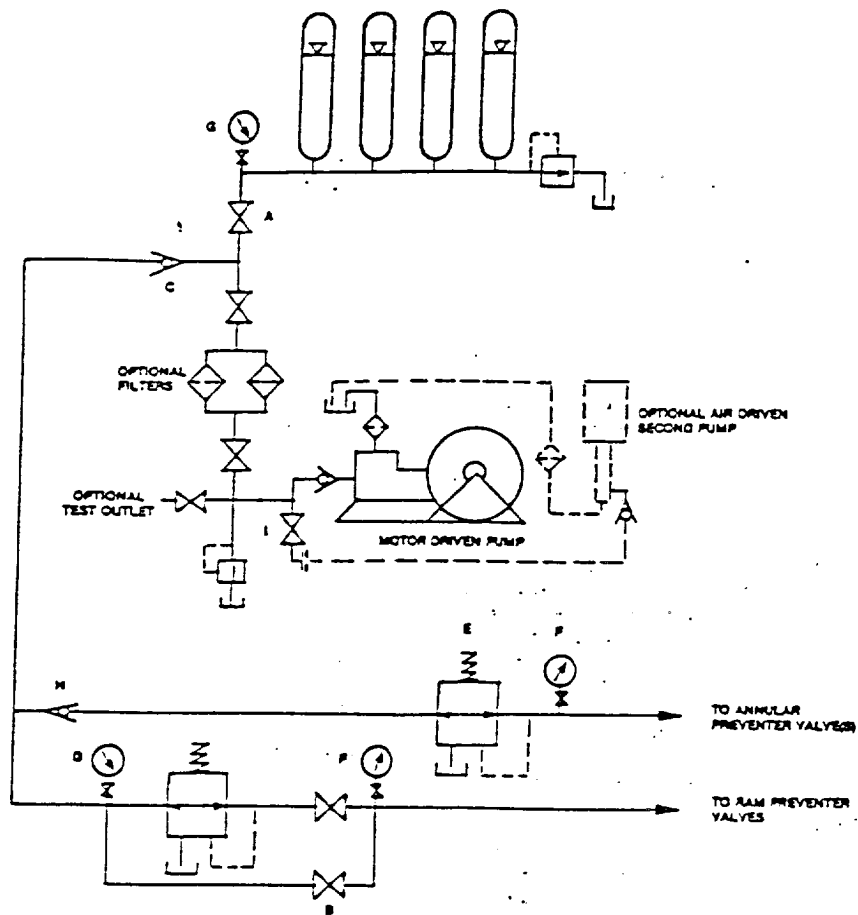 G
A
C
OPTIONAL
FILTERS
OPTIONAL AIR DRIVEN
SECOND PUMP
OPTIONAL
TEST OUTLET
I
MOTOR DRIVEN PUMP
E
F
H
TO ANNULAR
PREVENTER VALVE(S)
D
F
TO RAM PREVENTER
VALVES
B